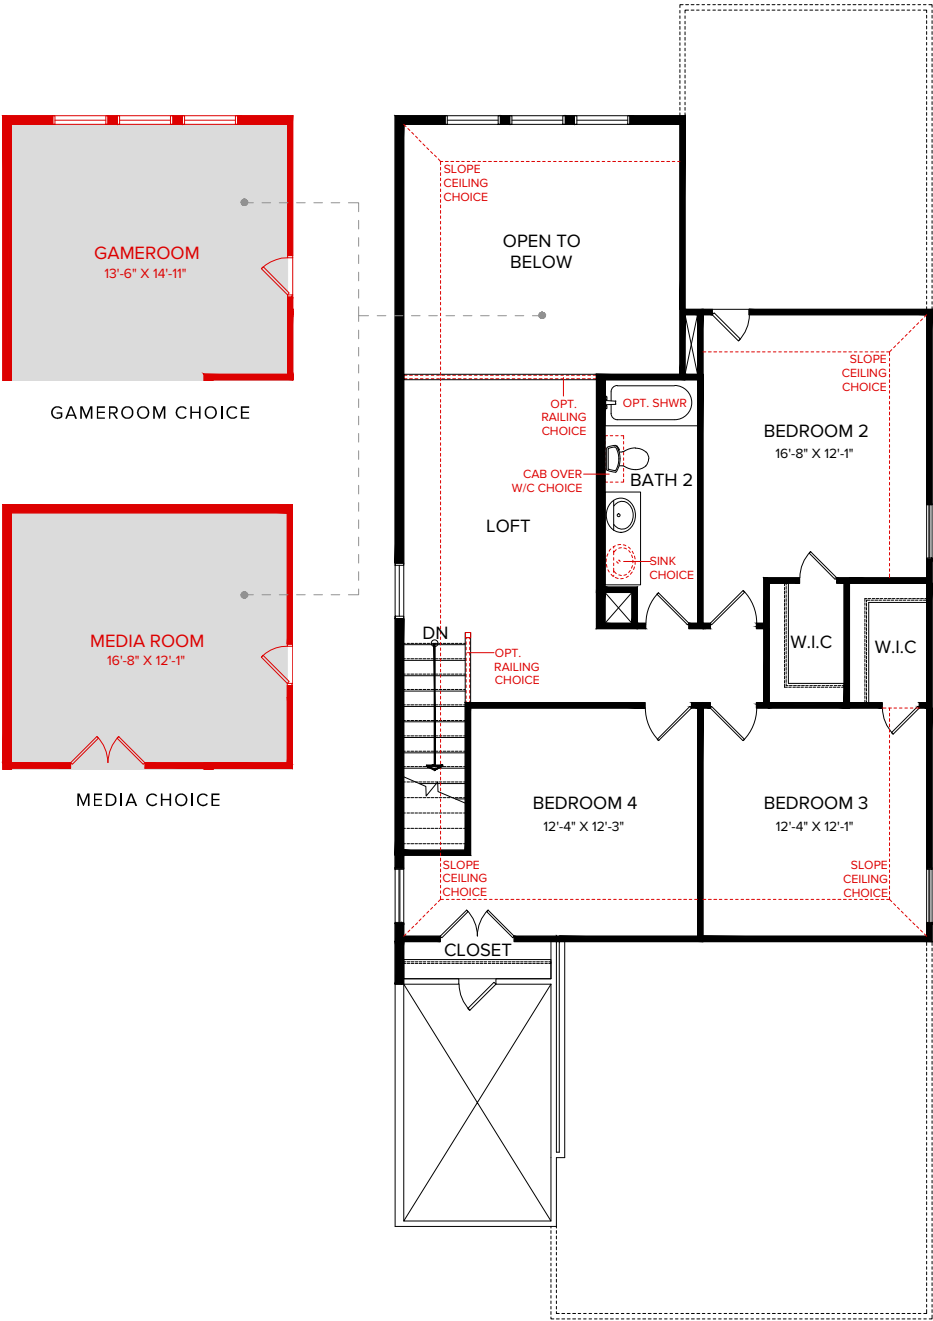 SLOPE
CEILING
CHOICE
OPEN TO
BELOW
GAMEROOM
13'-6" X 14'-11"
GAMEROOM CHOICE
SLOPE
CEILING
CHOICE
OPT.
RAILING
CHOICE
OPT. SHWR
BEDROOM 2
16'-8" X 12'-1"
CAB OVER
W/C CHOICE
BATH 2
LOFT
SINK
CHOICE
MEDIA ROOM
16'-8" X 12'-1"
MEDIA CHOICE
DN
OPT.
RAILING
CHOICE
W.I.C
W.I.C
BEDROOM 4
12'-4" X 12'-3"
BEDROOM 3
12'-4" X 12'-1"
SLOPE
CEILING
CHOICE
SLOPE
CEILING
CHOICE
CLOSET